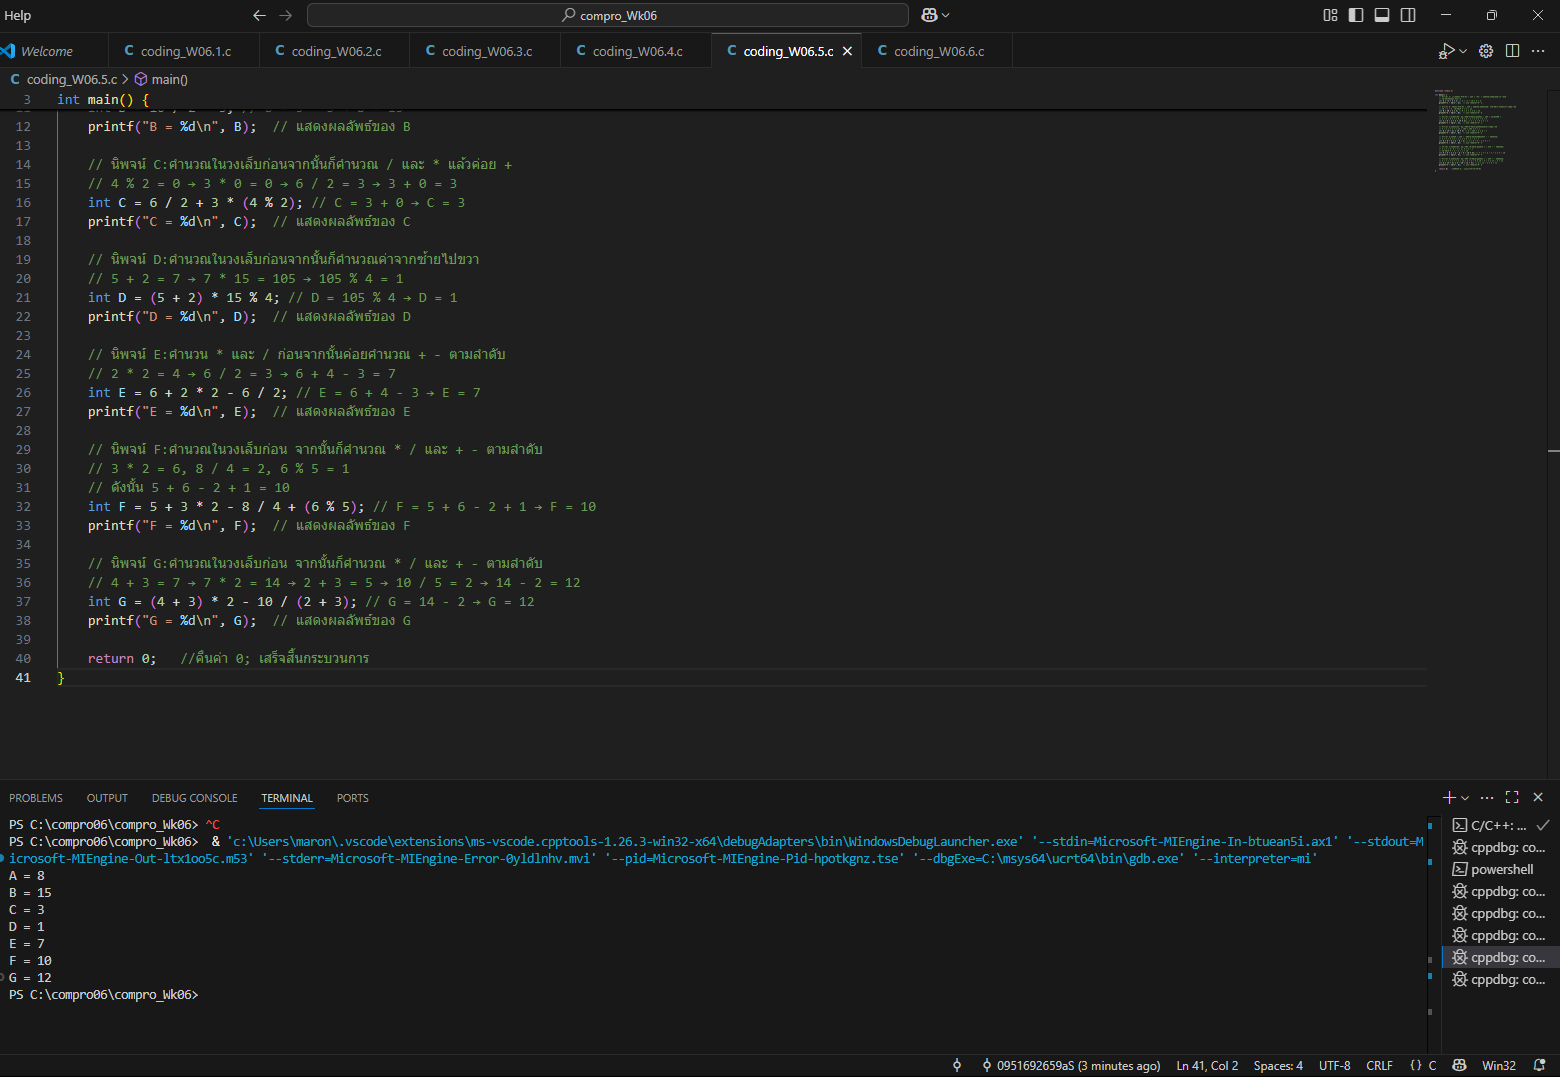 Help
compro_Wk06
Welcome
C coding_W06.1.c
C coding_W06.2.c
C coding_W06.3.c
C coding_W06.4.c
C coding_W06.5.c
C coding_W06.6.c
C coding_W06.5.c > main()
3 int main() {
12 printf("B = %d\n", B);  // แสดงผลลัพธ์ของ B
13
14 // นิพจน์ C:คำนวณในวงเล็บก่อนจากนั้นก็คำนวณ / และ * แล้วค่อย +
15 // 4 % 2 = 0 → 3 * 0 = 0 → 6 / 2 = 3 → 3 + 0 = 3
16 int C = 6 / 2 + 3 * (4 % 2); // C = 3 + 0 → C = 3
17 printf("C = %d\n", C);  // แสดงผลลัพธ์ของ C
18
19 // นิพจน์ D:คำนวณในวงเล็บก่อนจากนั้นก็คำนวณค่าจากซ้ายไปขวา
20 // 5 + 2 = 7 → 7 * 15 = 105 → 105 % 4 = 1
21 int D = (5 + 2) * 15 % 4; // D = 105 % 4 → D = 1
22 printf("D = %d\n", D);  // แสดงผลลัพธ์ของ D
23
24 // นิพจน์ E:คำนวน * และ / ก่อนจากนั้นค่อยคำนวณ + - ตามลำดับ
25 // 2 * 2 = 4 → 6 / 2 = 3 → 6 + 4 - 3 = 7
26 int E = 6 + 2 * 2 - 6 / 2; // E = 6 + 4 - 3 → E = 7
27 printf("E = %d\n", E);  // แสดงผลลัพธ์ของ E
28
29 // นิพจน์ F:คำนวณในวงเล็บก่อน จากนั้นก็คำนวณ * / และ + - ตามลำดับ
30 // 3 * 2 = 6, 8 / 4 = 2, 6 % 5 = 1
31 // ดังนั้น 5 + 6 - 2 + 1 = 10
32 int F = 5 + 3 * 2 - 8 / 4 + (6 % 5); // F = 5 + 6 - 2 + 1 → F = 10
33 printf("F = %d\n", F);  // แสดงผลลัพธ์ของ F
34
35 // นิพจน์ G:คำนวณในวงเล็บก่อน จากนั้นก็คำนวณ * / และ + - ตามลำดับ
36 // 4 + 3 = 7 → 7 * 2 = 14 → 2 + 3 = 5 → 10 / 5 = 2 → 14 - 2 = 12
37 int G = (4 + 3) * 2 - 10 / (2 + 3); // G = 14 - 2 → G = 12
38 printf("G = %d\n", G);  // แสดงผลลัพธ์ของ G
39
40 return 0;   //คืนค่า 0; เสร็จสิ้นกระบวนการ
41 }
PROBLEMS OUTPUT DEBUG CONSOLE TERMINAL PORTS
PS C:\compro06\compro_Wk06> ^C
PS C:\compro06\compro_Wk06>  & 'c:\Users\maron\.vscode\extensions\ms-vscode.cpptools-1.26.3-win32-x64\debugAdapters\bin\WindowsDebugLauncher.exe' '--stdin=Microsoft-MIEngine-In-btuean5i.ax1' '--stdout=M
icrosoft-MIEngine-Out-ltx1oo5c.m53' '--stderr=Microsoft-MIEngine-Error-0yldlnhv.mvi' '--pid=Microsoft-MIEngine-Pid-hpotkgnz.tse' '--dbgExe=C:\msys64\ucrt64\bin\gdb.exe' '--interpreter=mi'
A = 8
B = 15
C = 3
D = 1
E = 7
F = 10
G = 12
PS C:\compro06\compro_Wk06>
C/C++: ...
cppdbg: co...
powershell
cppdbg: co...
cppdbg: co...
cppdbg: co...
cppdbg: co...
cppdbg: co...
0951692659aS (3 minutes ago) Ln 41, Col 2 Spaces: 4 UTF-8 CRLF {} C Win32